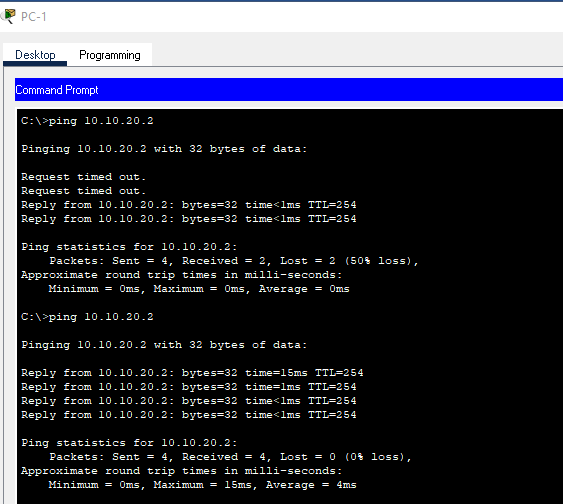 PC-1
Desktop Programming
Command Prompt
C:\>ping 10.10.20.2
Pinging 10.10.20.2 with 32 bytes of data:
Request timed out.
Request timed out.
Reply from 10.10.20.2: bytes=32 time<1ms TTL=254
Reply from 10.10.20.2: bytes=32 time<1ms TTL=254
Ping statistics for 10.10.20.2:
    Packets: Sent = 4, Received = 2, Lost = 2 (50% loss),
Approximate round trip times in milli-seconds:
    Minimum = 0ms, Maximum = 0ms, Average = 0ms
C:\>ping 10.10.20.2
Pinging 10.10.20.2 with 32 bytes of data:
Reply from 10.10.20.2: bytes=32 time=15ms TTL=254
Reply from 10.10.20.2: bytes=32 time=1ms TTL=254
Reply from 10.10.20.2: bytes=32 time<1ms TTL=254
Reply from 10.10.20.2: bytes=32 time<1ms TTL=254
Ping statistics for 10.10.20.2:
    Packets: Sent = 4, Received = 4, Lost = 0 (0% loss),
Approximate round trip times in milli-seconds:
    Minimum = 0ms, Maximum = 15ms, Average = 4ms